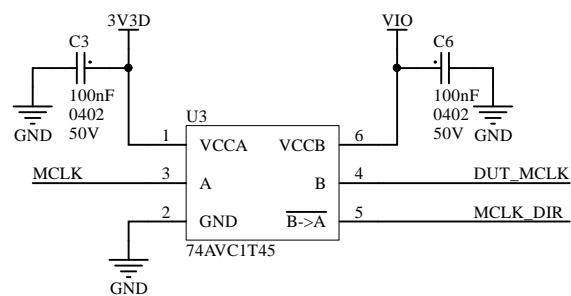 3V3D
VIO
C3
C6
100nF
0402
50V
GND
100nF
0402
50V
GND
U3
1
VCCA
VCCB
6
MCLK
3
A
B
4
DUT_MCLK
2
GND
B->A
5
MCLK_DIR
74AVC1T45
GND